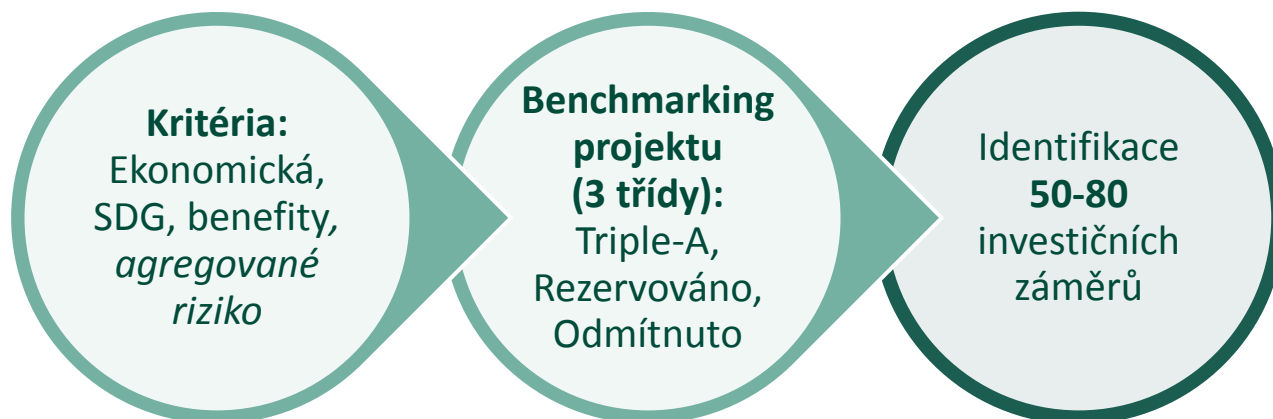 Kritéria:
Ekonomická,
SDG, benefity,
agregované
riziko
Benchmarking
projektu
(3 třídy):
Triple-A,
Rezervováno,
Odmítnuto
Identifikace
50-80
investičních
záměrů